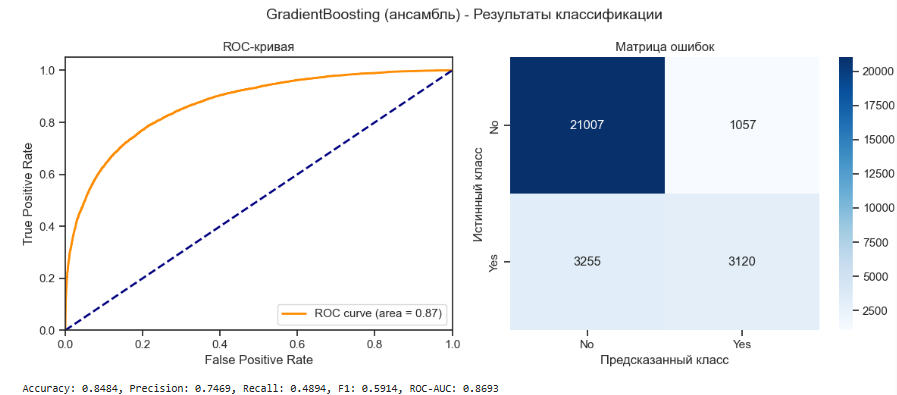 GradientBoosting (ансамбль) - Результаты классификации
ROC-кривая
1.0
0.8
0.6
0.4
0.2
0.0
True Positive Rate
0.0 0.2 0.4 0.6 0.8 1.0
False Positive Rate
ROC curve (area = 0.87)
Матрица ошибок
Истинный класс
No
Yes
21007 1057
3255 3120
No Yes
Предсказанный класс
20000
17500
15000
12500
10000
7500
5000
2500
Accuracy: 0.8484, Precision: 0.7469, Recall: 0.4894, F1: 0.5914, ROC-AUC: 0.8693